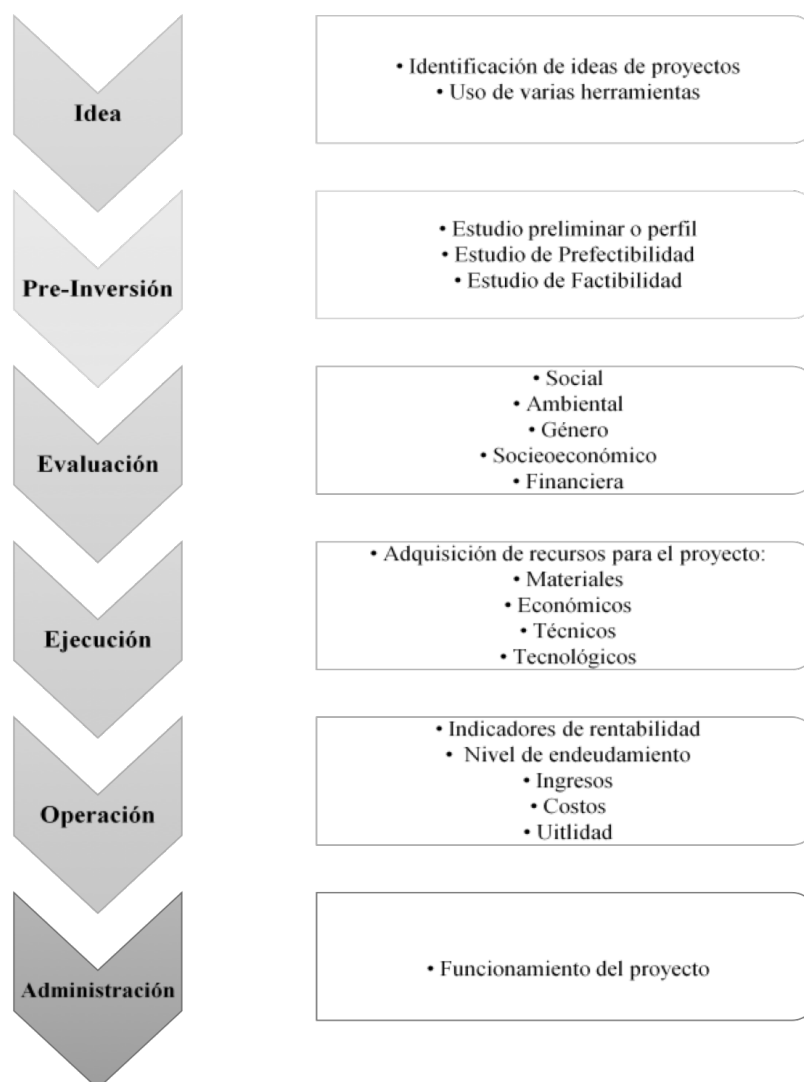 Idea
• Identificación de ideas de proyectos
• Uso de varias herramientas
Pre-Inversión
• Estudio preliminar o perfil
• Estudio de Prefectibilidad
• Estudio de Factibilidad
Evaluación
• Social
• Ambiental
• Género
• Socieoeconómico
• Financiera
Ejecución
• Adquisición de recursos para el proyecto:
• Materiales
• Económicos
• Técnicos
• Tecnológicos
Operación
• Indicadores de rentabilidad
• Nivel de endeudamiento
• Ingresos
• Costos
• Uitlidad
Administración
• Funcionamiento del proyecto